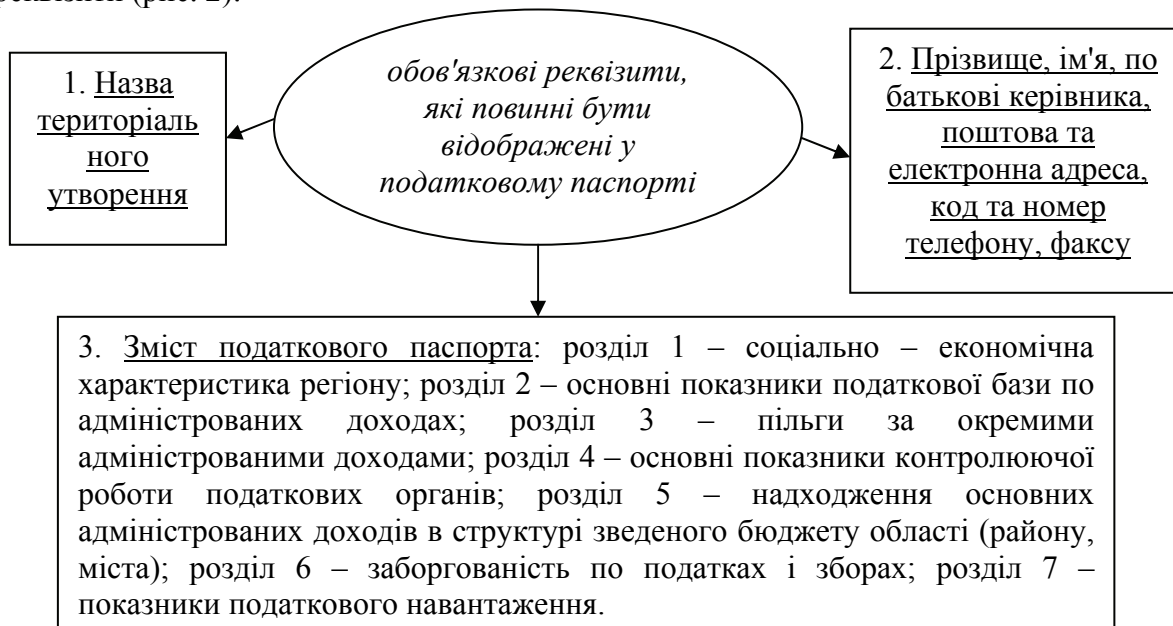 (рис. 2).
1. Назва
територіаль
ного
утворення
обов'язкові реквізити,
які повинні бути
відображені у
податковому паспорті
2. Прізвище, ім'я, по
батькові керівника,
поштова та
електронна адреса,
код та номер
телефону, факсу
3. Зміст податкового паспорта: розділ 1 – соціально – економічна
характеристика регіону; розділ 2 – основні показники податкової бази по
адміністрованих доходах; розділ 3 – пільги за окремими
адміністрованими доходами; розділ 4 – основні показники контролюючої
роботи податкових органів; розділ 5 – надходження основних
адміністрованих доходів в структурі зведеного бюджету області (району,
міста); розділ 6 – заборгованість по податках і зборах; розділ 7 –
показники податкового навантаження.